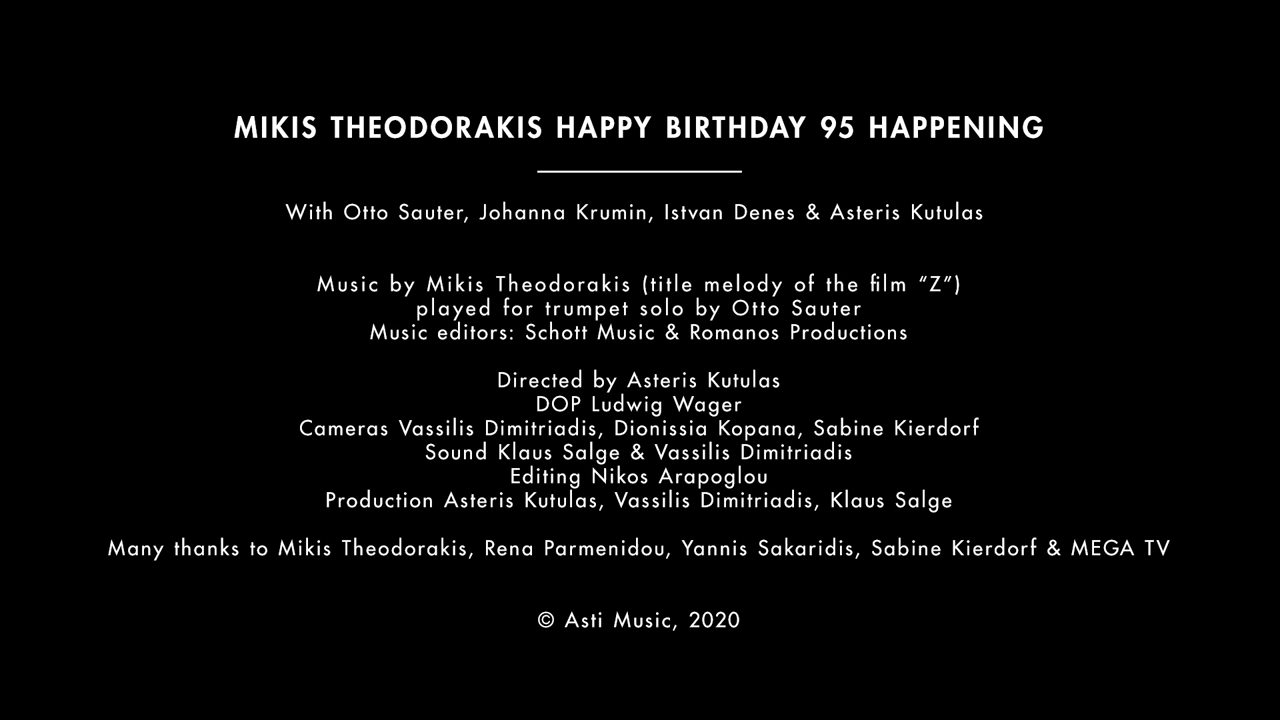 MIKIS THEODORAKIS HAPPY BIRTHDAY 95 HAPPENING
With Otto Sauter, Johanna Krumin, Istvan Denes & Asteris Kutulas
Music by Mikis Theodorakis (title melody of the film “Z”)
played for trumpet solo by Otto Sauter
Music editors: Schott Music & Romanos Productions
Directed by Asteris Kutulas
DOP Ludwig Wager
Cameras Vassilis Dimitriadis, Dionissia Kopana, Sabine Kierdorf
Sound Klaus Salge & Vassilis Dimitriadis
Editing Nikos Arapoglou
Production Asteris Kutulas, Vassilis Dimitriadis, Klaus Salge
Many thanks to Mikis Theodorakis, Rena Parmenidou, Yannis Sakaridis, Sabine Kierdorf & MEGA TV
© Asti Music, 2020